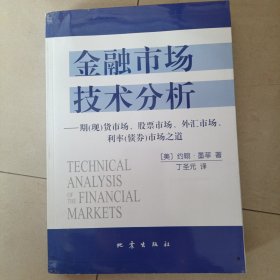 金融市场
技术分析
——期(现)货市场、股票市场、外汇市场、
利率(债券)市场之道
[美] 约翰·墨菲 著
丁圣元 译
TECHNICAL
ANALYSIS
OF THE FINANCIAL
MARKETS
地震出版社